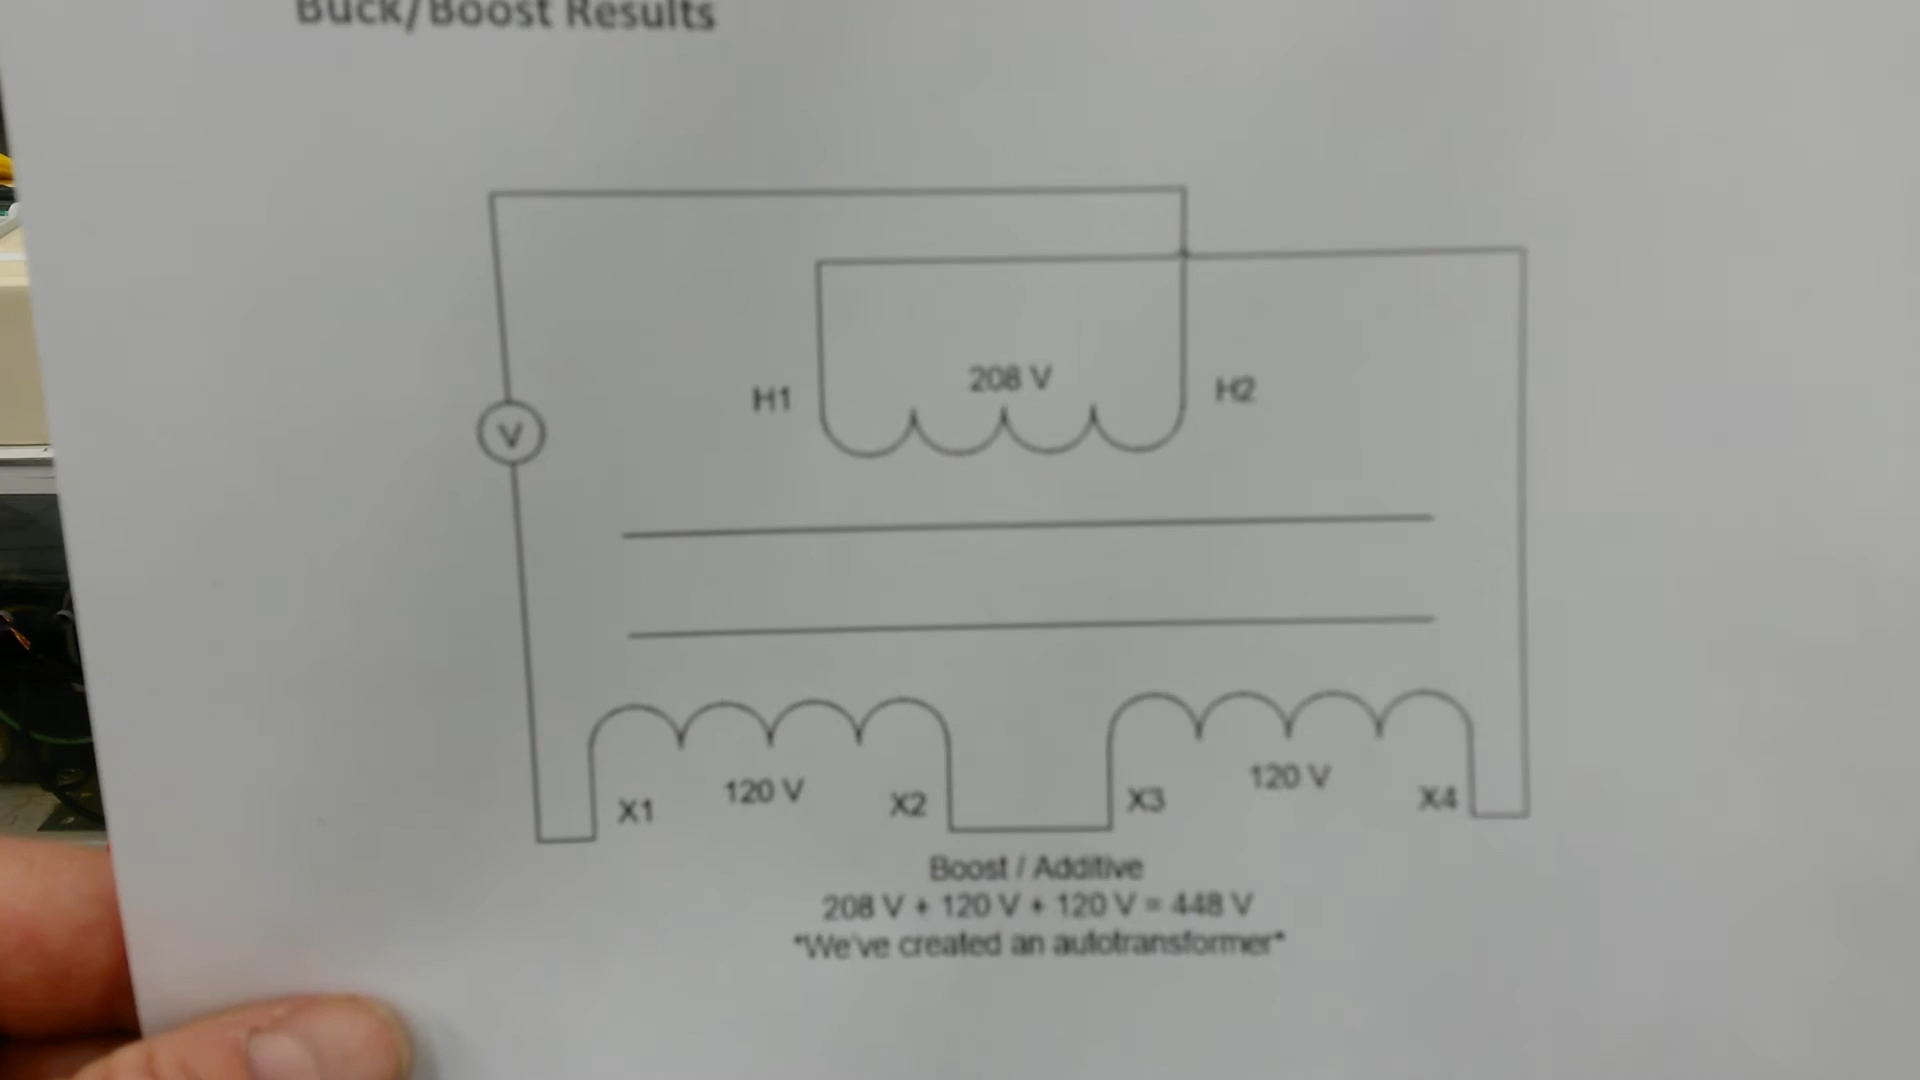 Buck/Boost Results
208 V
H1
H2
V
120 V
120 V
X1
X2
X3
X4
Boost / Additive
208 V + 120 V + 120 V = 448 V
*We've created an autotransformer*